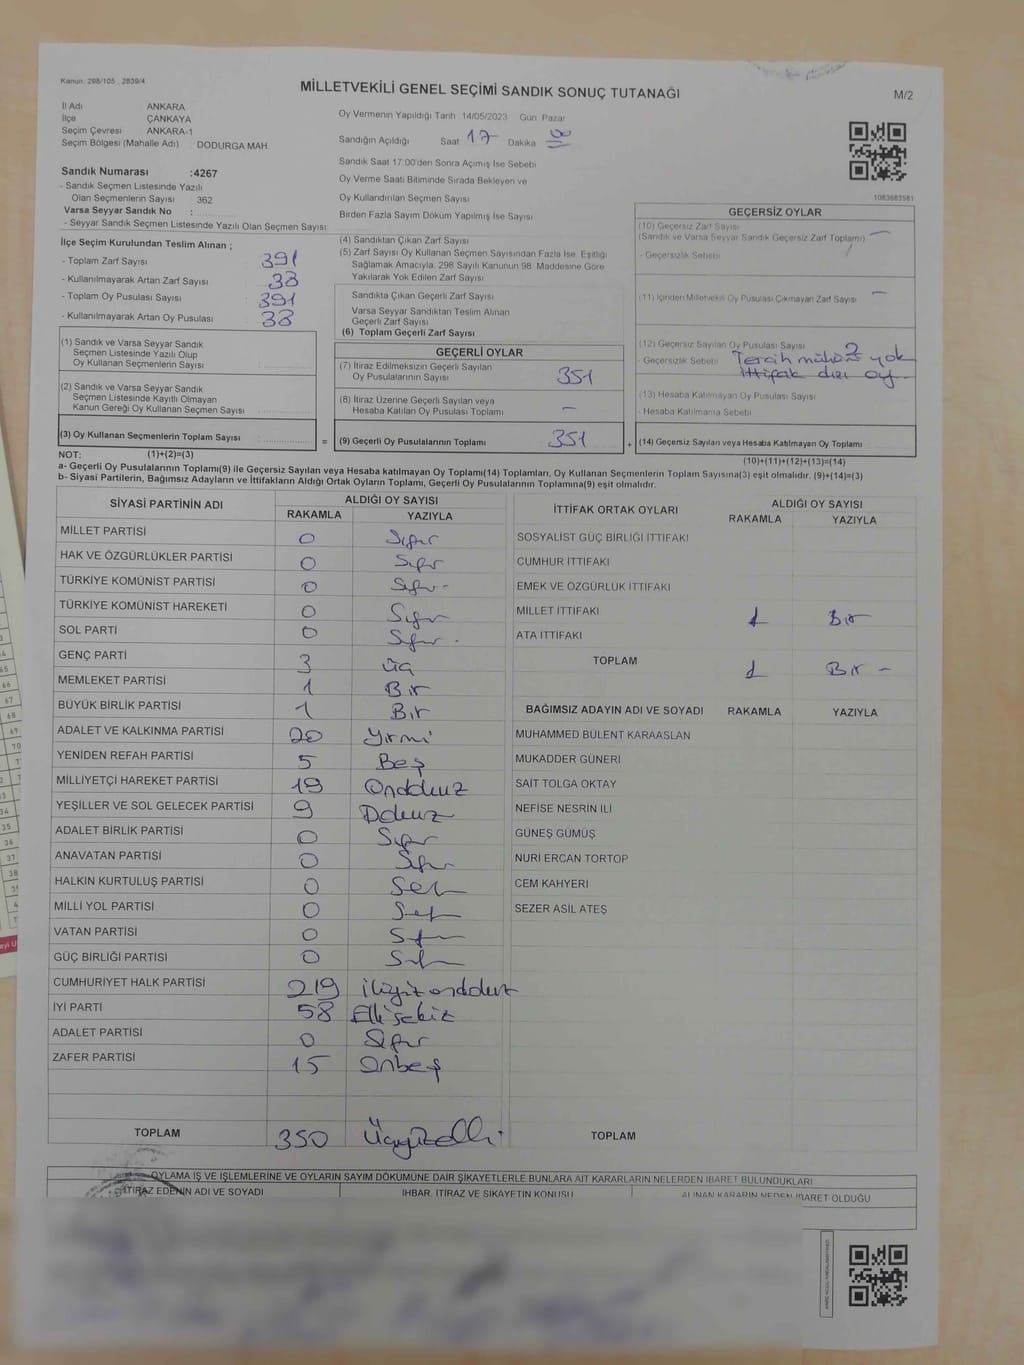 Kanun: 298/105 , 2839/4
MİLLETVEKİLİ GENEL SEÇİMİ SANDIK SONUÇ TUTANAĞI
M/2
İl Adı ANKARA
İlçe ÇANKAYA
Seçim Çevresi ANKARA-1
Seçim Bölgesi (Mahalle Adı) : DODURGA MAH.
Oy Vermenin Yapıldığı Tarih 14/05/2023 Gün Pazar
Sandığın Açıldığı Saat 17 Dakika
Sandık Saat 17:00'den Sonra Açımış İse Sebebi
Oy Verme Saati Bitiminde Sırada Bekleyen ve
Oy Kullandırılan Seçmen Sayısı
Birden Fazla Sayım Döküm Yapılmış İse Sayısı
1083683581
Sandık Numarası :4267
- Sandık Seçmen Listesinde Yazılı
Olan Seçmenlerin Sayısı 362
Varsa Seyyar Sandık No :
- Seyyar Sandık Seçmen Listesinde Yazılı Olan Seçmen Sayısı:
İlçe Seçim Kurulundan Teslim Alınan ;
- Toplam Zarf Sayısı 391
- Kullanılmayarak Artan Zarf Sayısı 38
- Toplam Oy Pusulası Sayısı 391
- Kullanılmayarak Artan Oy Pusulası 38
(1) Sandık ve Varsa Seyyar Sandık
Seçmen Listesinde Yazılı Olup
Oy Kullanan Seçmenlerin Sayısı :
(2) Sandık ve Varsa Seyyar Sandık
Seçmen Listesinde Kayıtlı Olmayan
Kanun Gereği Oy Kullanan Seçmen Sayısı :
(3) Oy Kullanan Seçmenlerin Toplam Sayısı :
(4) Sandıktan Çıkan Zarf Sayısı
(5) Zarf Sayısı Oy Kullanan Seçmen Sayısından Fazla İse, Eşitliği
Sağlamak Amacıyla, 298 Sayılı Kanunun 98. Maddesine Göre
Yakılarak Yok Edilen Zarf Sayısı
Sandıkta Çıkan Geçerli Zarf Sayısı
Varsa Seyyar Sandıktan Teslim Alınan
Geçerli Zarf Sayısı
(6) Toplam Geçerli Zarf Sayısı
GEÇERLİ OYLAR
(7) İtiraz Edilmeksizin Geçerli Sayılan
Oy Pusulalarının Sayısı 351
(8) İtiraz Üzerine Geçerli Sayılan veya
Hesaba Katılan Oy Pusulası Toplamı –
= (9) Geçerli Oy Pusulalarının Toplamı 351 +
GEÇERSİZ OYLAR
(10) Geçersiz Zarf Sayısı
(Sandık ve Varsa Seyyar Sandık Geçersiz Zarf Toplamı) –
- Geçersizlik Sebebi
(11) İçinden Milletvekili Oy Pusulası Çıkmayan Zarf Sayısı –
(12) Geçersiz Sayılan Oy Pusulası Sayısı 2
- Geçersizlik Sebebi Tercih mührü yok
ittifak dışı oy
(13) Hesaba Katılmayan Oy Pusulası Sayısı
- Hesaba Katılmama Sebebi
(14) Geçersiz Sayılan veya Hesaba Katılmayan Oy Toplamı
NOT: (1)+(2)=(3)
(10)+(11)+(12)+(13)=(14)
a- Geçerli Oy Pusulalarının Toplamı(9) ile Geçersiz Sayılan veya Hesaba katılmayan Oy Toplamı(14) Toplamları, Oy Kullanan Seçmenlerin Toplam Sayısına(3) eşit olmalıdır. (9)+(14)=(3)
b- Siyasi Partilerin, Bağımsız Adayların ve İttifakların Aldığı Ortak Oyların Toplamı, Geçerli Oy Pusulalarının Toplamına(9) eşit olmalıdır.
SİYASİ PARTİNİN ADI ALDIĞI OY SAYISI
RAKAMLA YAZIYLA
MİLLET PARTİSİ 0 Sıfır
HAK VE ÖZGÜRLÜKLER PARTİSİ 0 Sıfır
TÜRKİYE KOMÜNİST PARTİSİ 0 Sıfır
TÜRKİYE KOMÜNİST HAREKETİ 0 Sıfır
SOL PARTİ 0 Sıfır
GENÇ PARTİ 3 üç
MEMLEKET PARTİSİ 1 Bir
BÜYÜK BİRLİK PARTİSİ 1 Bir
ADALET VE KALKINMA PARTİSİ 20 yirmi
YENİDEN REFAH PARTİSİ 5 Beş
MİLLİYETÇİ HAREKET PARTİSİ 19 Ondokuz
YEŞİLLER VE SOL GELECEK PARTİSİ 9 Dokuz
ADALET BİRLİK PARTİSİ 0 Sıfır
ANAVATAN PARTİSİ 0 Sıfır
HALKIN KURTULUŞ PARTİSİ 0 Sıfır
MİLLİ YOL PARTİSİ 0 Sıfır
VATAN PARTİSİ 0 Sıfır
GÜÇ BİRLİĞİ PARTİSİ 0 Sıfır
CUMHURİYET HALK PARTİSİ 219 ikiyüz ondokuz
İYİ PARTİ 58 Ellisekiz
ADALET PARTİSİ 0 Sıfır
ZAFER PARTİSİ 15 Onbeş
TOPLAM 350 Üçyüzelli
İTTİFAK ORTAK OYLARI ALDIĞI OY SAYISI
RAKAMLA YAZIYLA
SOSYALİST GÜÇ BİRLİĞİ İTTİFAKI
CUMHUR İTTİFAKI
EMEK VE ÖZGÜRLÜK İTTİFAKI
MİLLET İTTİFAKI 1 Bir
ATA İTTİFAKI
TOPLAM 1 Bir -
BAĞIMSIZ ADAYIN ADI VE SOYADI RAKAMLA YAZIYLA
MUHAMMED BÜLENT KARAASLAN
MUKADDER GÜNERİ
SAİT TOLGA OKTAY
NEFİSE NESRİN İLİ
GÜNEŞ GÜMÜŞ
NURİ ERCAN TORTOP
CEM KAHYERİ
SEZER ASİL ATEŞ
TOPLAM
OYLAMA İŞ VE İŞLEMLERİNE VE OYLARIN SAYIM DÖKÜMÜNE DAİR ŞİKAYETLERLE BUNLARA AİT KARARLARIN NELERDEN İBARET BULUNDUKLARI
İTİRAZ EDENİN ADI VE SOYADI İHBAR, İTİRAZ VE ŞİKAYETİN KONUSU ALINAN KARARIN NEDEN İBARET OLDUĞU